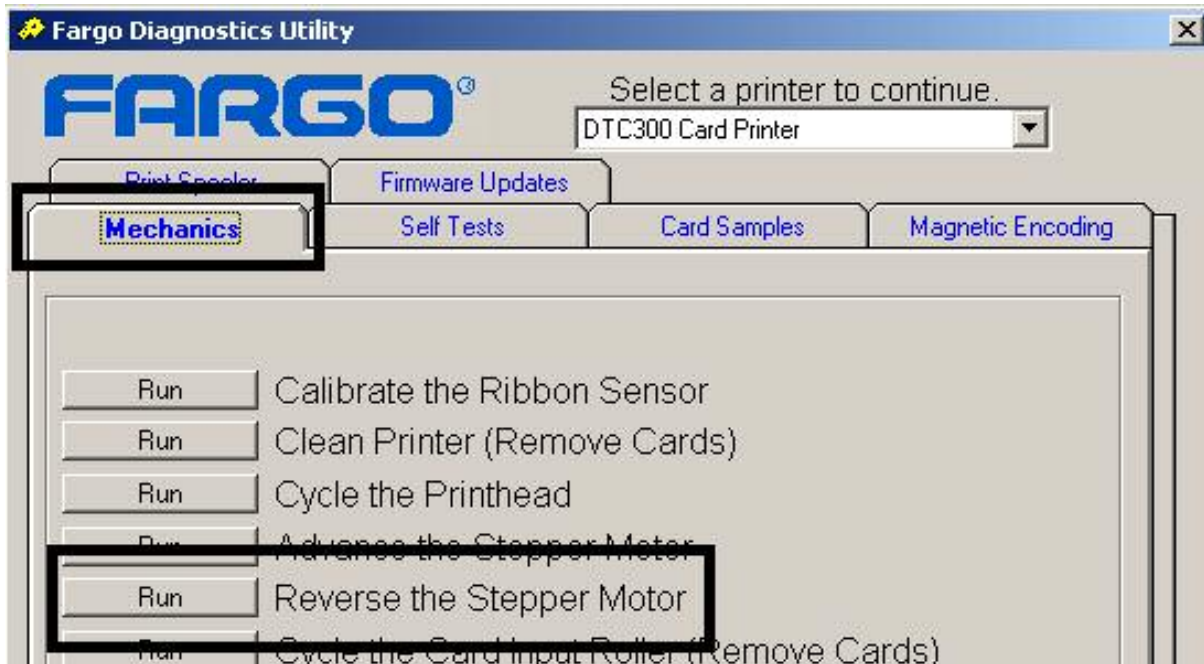 Fargo Diagnostics Utility
FARGO®
Select a printer to continue.
DTC300 Card Printer
Print Spooler Firmware Updates
Mechanics Self Tests Card Samples Magnetic Encoding
Run Calibrate the Ribbon Sensor
Run Clean Printer (Remove Cards)
Run Cycle the Printhead
Run Advance the Stepper Motor
Run Reverse the Stepper Motor
Run Cycle the Card Input Roller (Remove Cards)